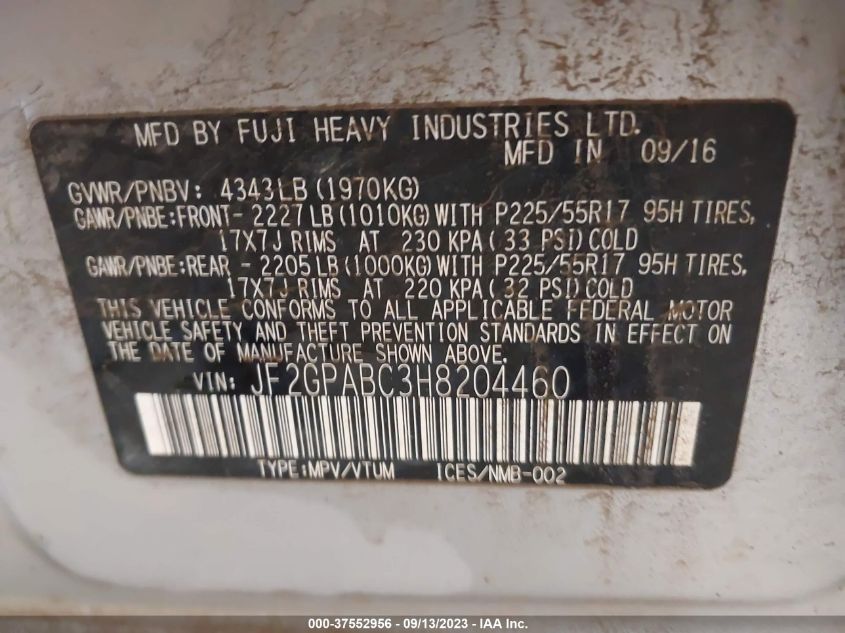 MFD BY FUJI HEAVY INDUSTRIES LTD.
MFD IN 09/16
GVWR/PNBV: 4343LB(1970KG)
GAWR/PNBE:FRONT- 2227LB(1010KG)WITH P225/55R17 95H TIRES,
17X7J RIMS AT 230 KPA(33 PSI)COLD
GAWR/PNBE:REAR - 2205LB(1000KG)WITH P225/55R17 95H TIRES,
17X7J RIMS AT 220 KPA(32 PSI)COLD
THIS VEHICLE CONFORMS TO ALL APPLICABLE FEDERAL MOTOR
VEHICLE SAFETY AND THEFT PREVENTION STANDARDS IN EFFECT ON
THE DATE OF MANUFACTURE SHOWN ABOVE.
VIN: JF2GPABC3H8204460
TYPE:MPV/VTUM ICES/NMB-002
000-37552956 - 09/13/2023 - IAA Inc.